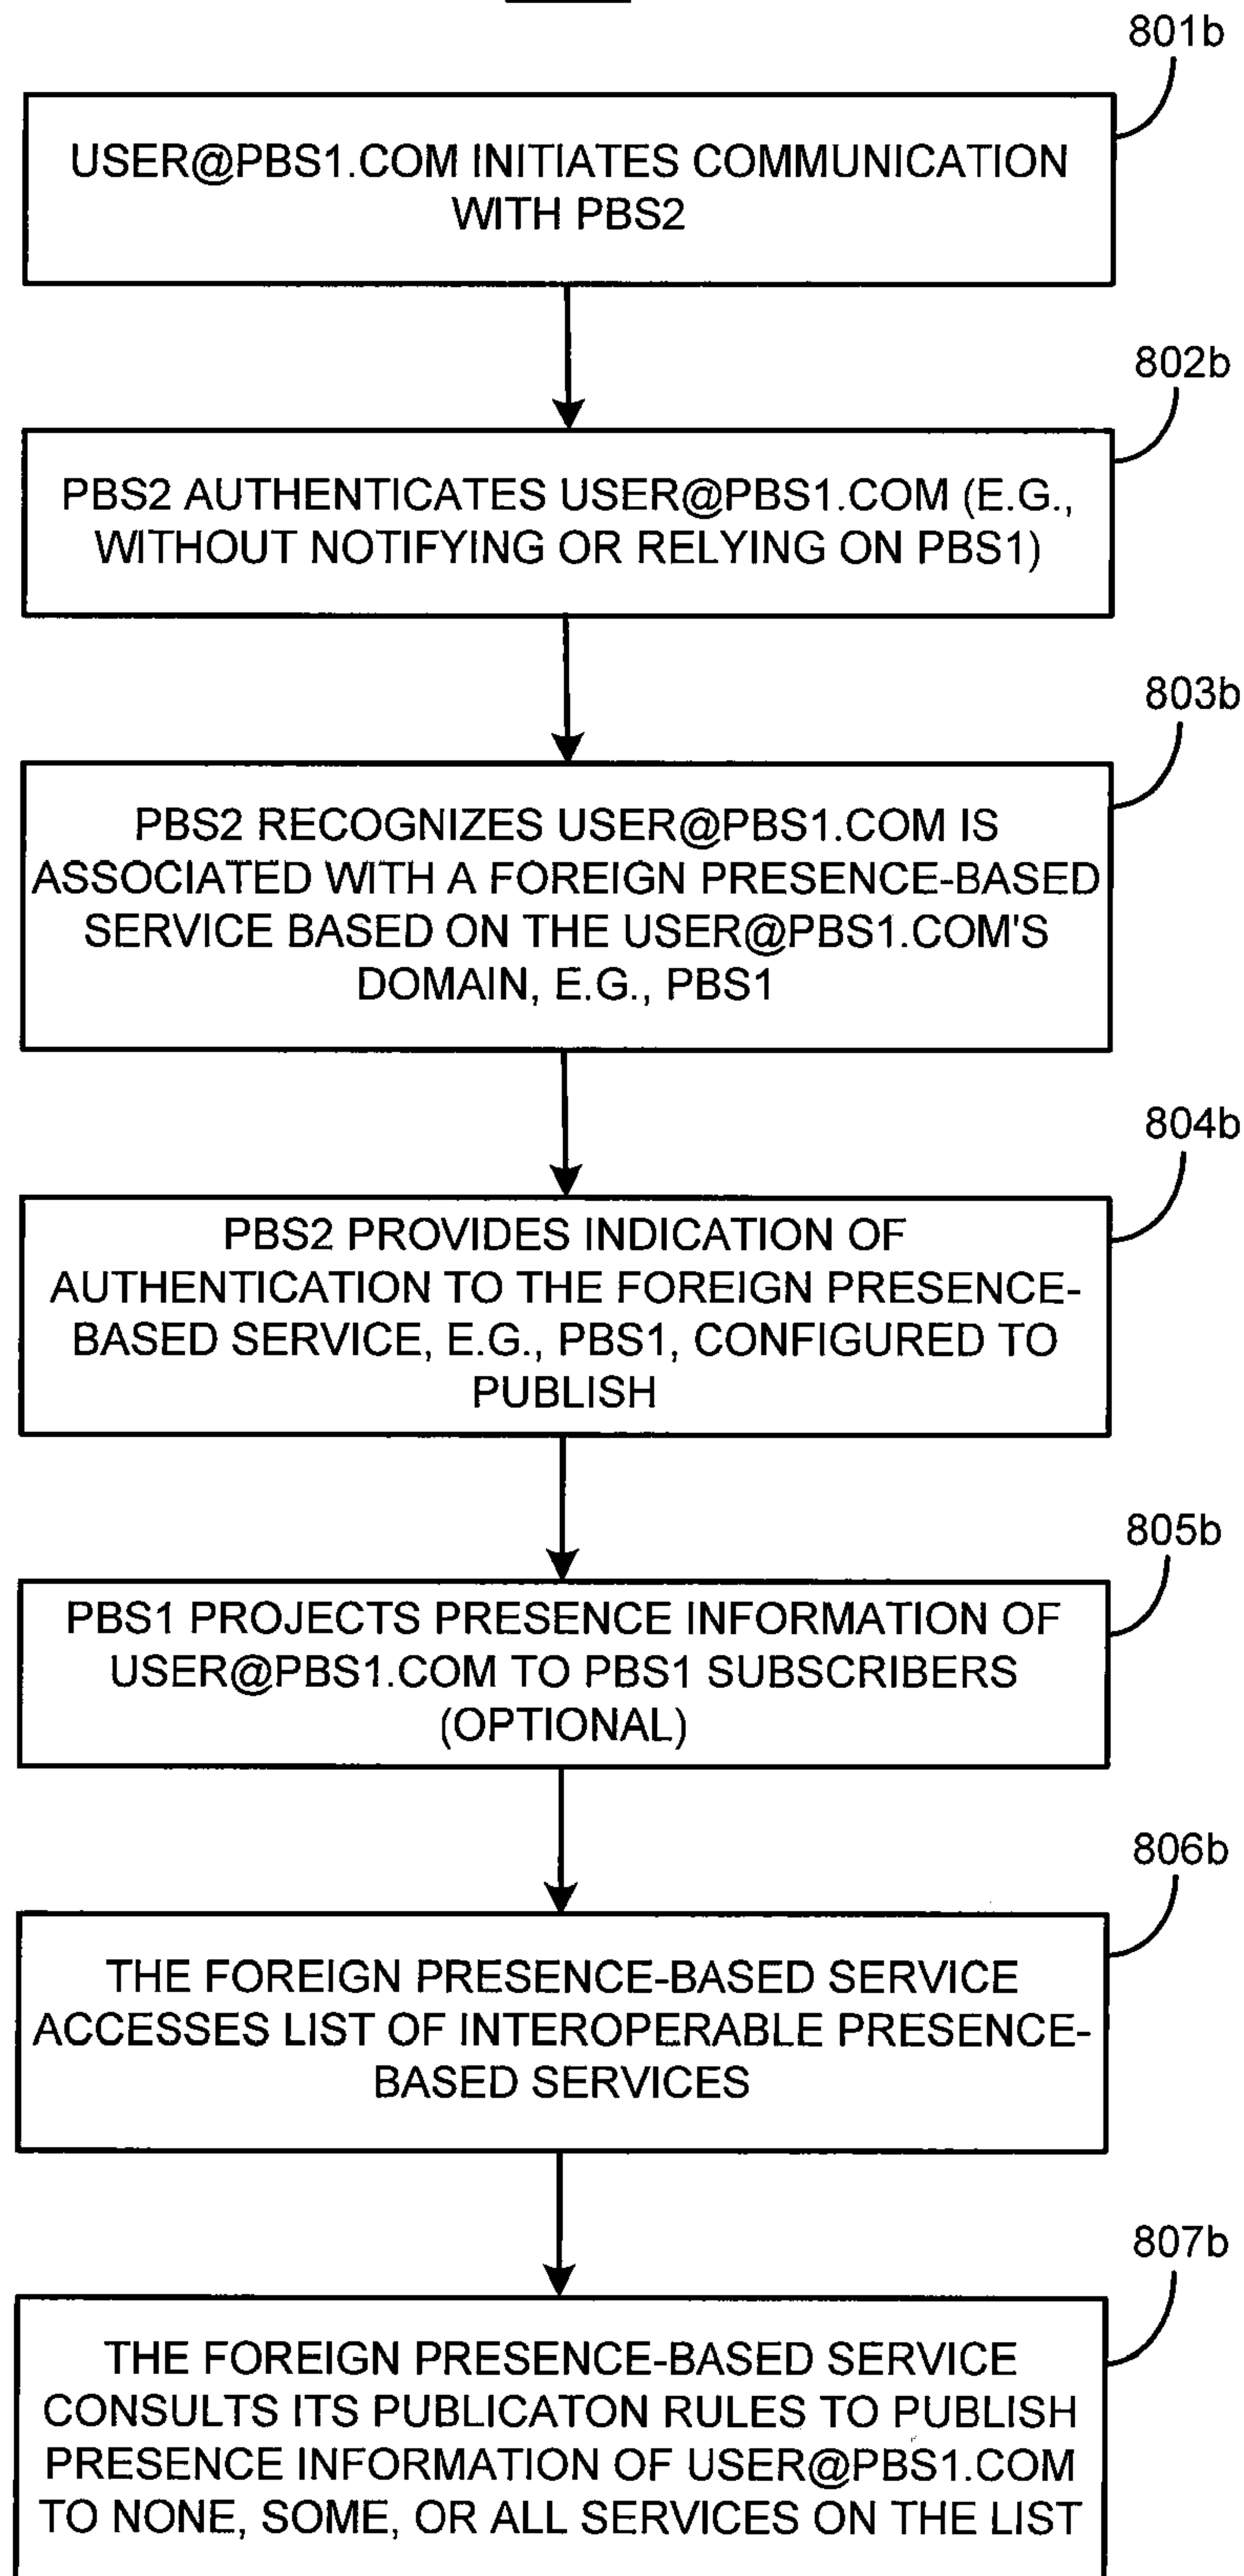 801b
USER@PBS1.COM INITIATES COMMUNICATION
WITH PBS2
802b
PBS2 AUTHENTICATES USER@PBS1.COM (E.G.,
WITHOUT NOTIFYING OR RELYING ON PBS1)
803b
PBS2 RECOGNIZES USER@PBS1.COM IS
ASSOCIATED WITH A FOREIGN PRESENCE-BASED
SERVICE BASED ON THE USER@PBS1.COM'S
DOMAIN, E.G., PBS1
804b
PBS2 PROVIDES INDICATION OF
AUTHENTICATION TO THE FOREIGN PRESENCE-
BASED SERVICE, E.G., PBS1, CONFIGURED TO
PUBLISH
805b
PBS1 PROJECTS PRESENCE INFORMATION OF
USER@PBS1.COM TO PBS1 SUBSCRIBERS
(OPTIONAL)
806b
THE FOREIGN PRESENCE-BASED SERVICE
ACCESSES LIST OF INTEROPERABLE PRESENCE-
BASED SERVICES
807b
THE FOREIGN PRESENCE-BASED SERVICE
CONSULTS ITS PUBLICATON RULES TO PUBLISH
PRESENCE INFORMATION OF USER@PBS1.COM
TO NONE, SOME, OR ALL SERVICES ON THE LIST